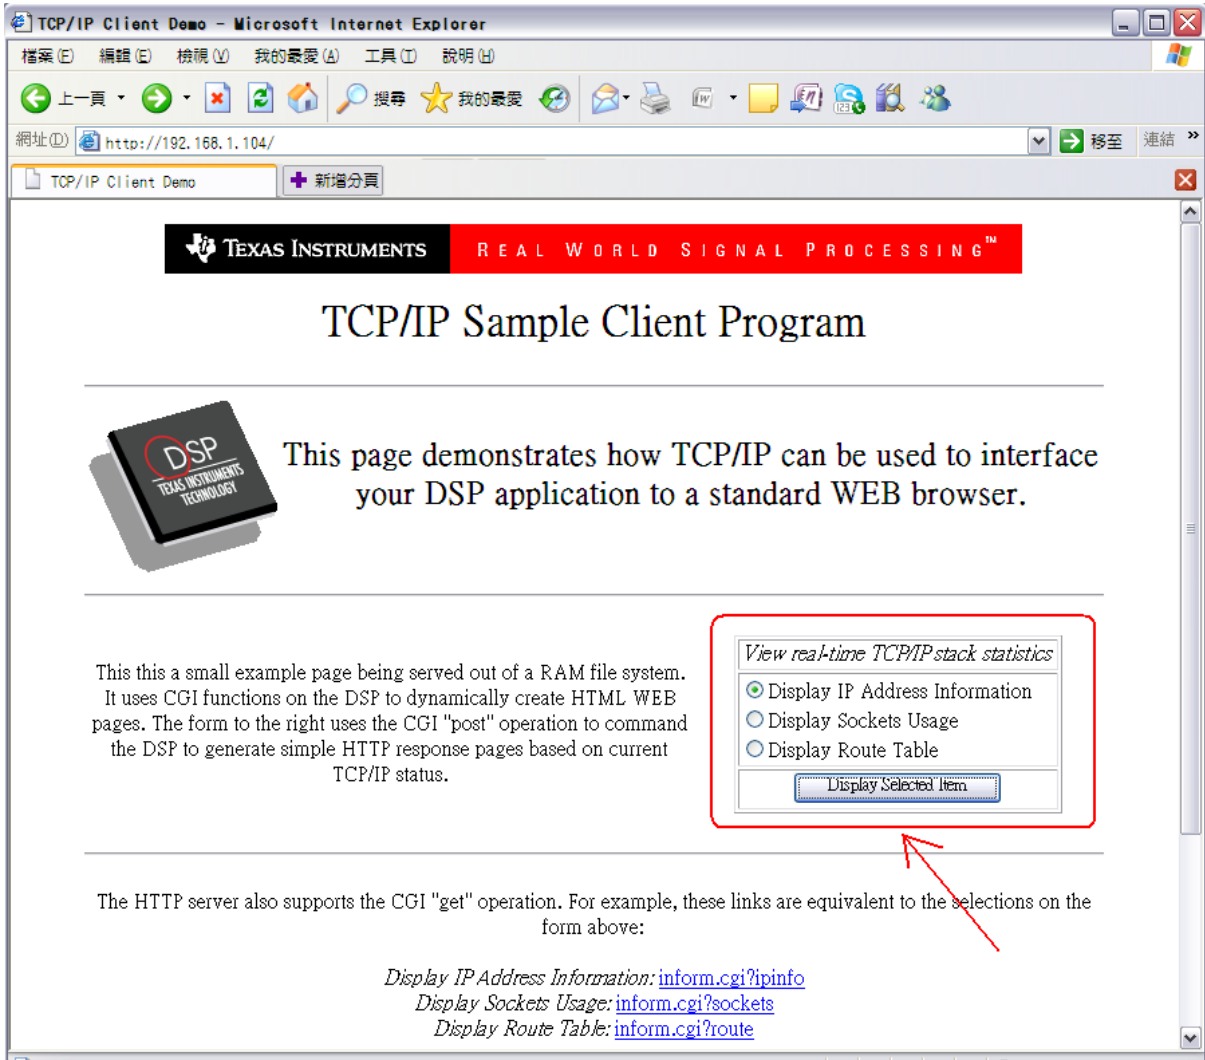 TCP/IP Client Demo - Microsoft Internet Explorer
檔案(F) 編輯(E) 檢視(V) 我的最愛(A) 工具(T) 說明(H)
上一頁 搜尋 我的最愛
網址(D) http://192.168.1.104/ 移至 連結 »
TCP/IP Client Demo 新增分頁
TEXAS INSTRUMENTS REAL WORLD SIGNAL PROCESSING™
TCP/IP Sample Client Program
DSP
TEXAS INSTRUMENTS
TECHNOLOGY
This page demonstrates how TCP/IP can be used to interface
your DSP application to a standard WEB browser.
This this a small example page being served out of a RAM file system.
It uses CGI functions on the DSP to dynamically create HTML WEB
pages. The form to the right uses the CGI "post" operation to command
the DSP to generate simple HTTP response pages based on current
TCP/IP status.
View real-time TCP/IP stack statistics
Display IP Address Information
Display Sockets Usage
Display Route Table
Display Selected Item
The HTTP server also supports the CGI "get" operation. For example, these links are equivalent to the selections on the
form above:
Display IP Address Information: inform.cgi?ipinfo
Display Sockets Usage: inform.cgi?sockets
Display Route Table: inform.cgi?route